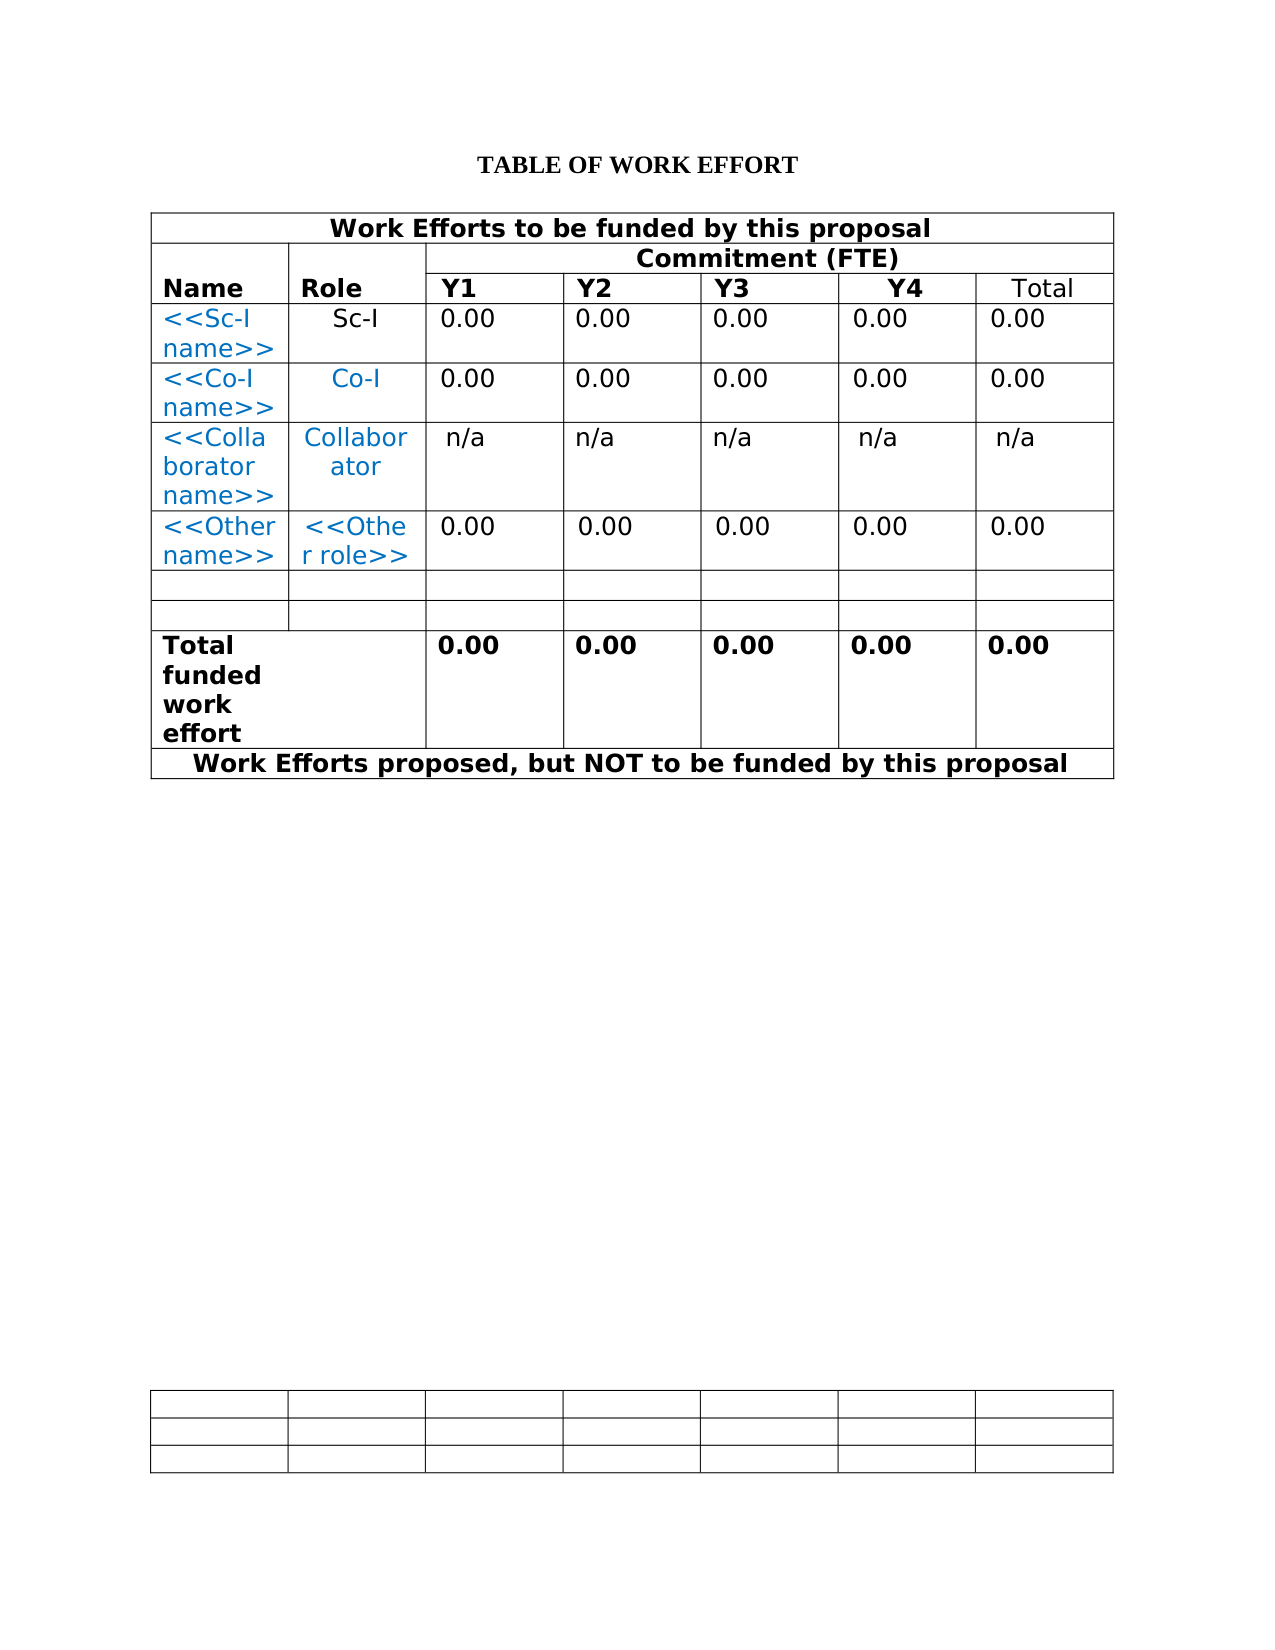 TABLE OF WORK EFFORT
Work Efforts to be funded by this proposal
Commitment (FTE)
Name Role Y1 Y2 Y3 Y4 Total
<<Sc-I Sc-I 0.00 0.00 0.00 0.00 0.00
name>>
<<Co-I Co-I 0.00 0.00 0.00 0.00 0.00
name>>
<<Colla Collabor n/a n/a n/a n/a n/a
borator ator
name>>
<<Other <<Othe 0.00 0.00 0.00 0.00 0.00
name>> r role>>
Total 0.00 0.00 0.00 0.00 0.00
funded
work
effort
Work Efforts proposed, but NOT to be funded by this proposal